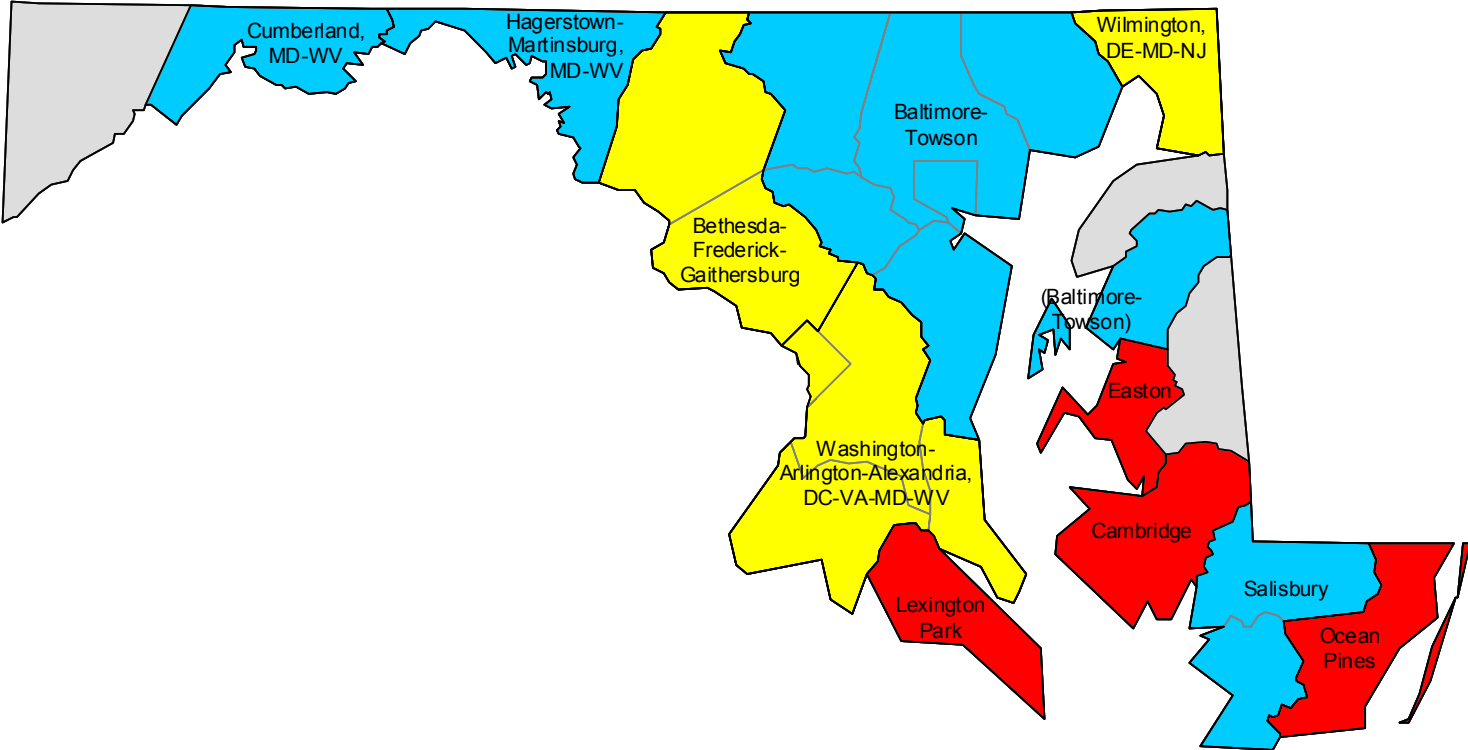 Cumberland,
MD-WV
Hagerstown-
Martinsburg,
MD-WV
Wilmington,
DE-MD-NJ
Baltimore-
Towson
Bethesda-
Frederick-
Gaithersburg
(Baltimore-
Towson)
Easton
Washington-
Arlington-Alexandria,
DC-VA-MD-WV
Cambridge
Salisbury
Lexington
Park
Ocean
Pines